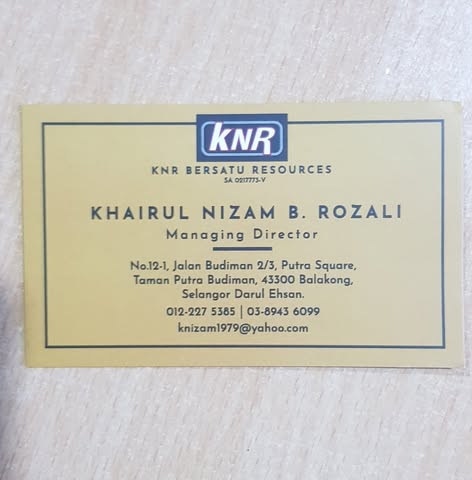 KNR
KNR BERSATU RESOURCES
SA 0217773-V
KHAIRUL NIZAM B. ROZALI
Managing Director
No.12-1, Jalan Budiman 2/3, Putra Square,
Taman Putra Budiman, 43300 Balakong,
Selangor Darul Ehsan.
012-227 5385 | 03-8943 6099
knizam1979@yahoo.com